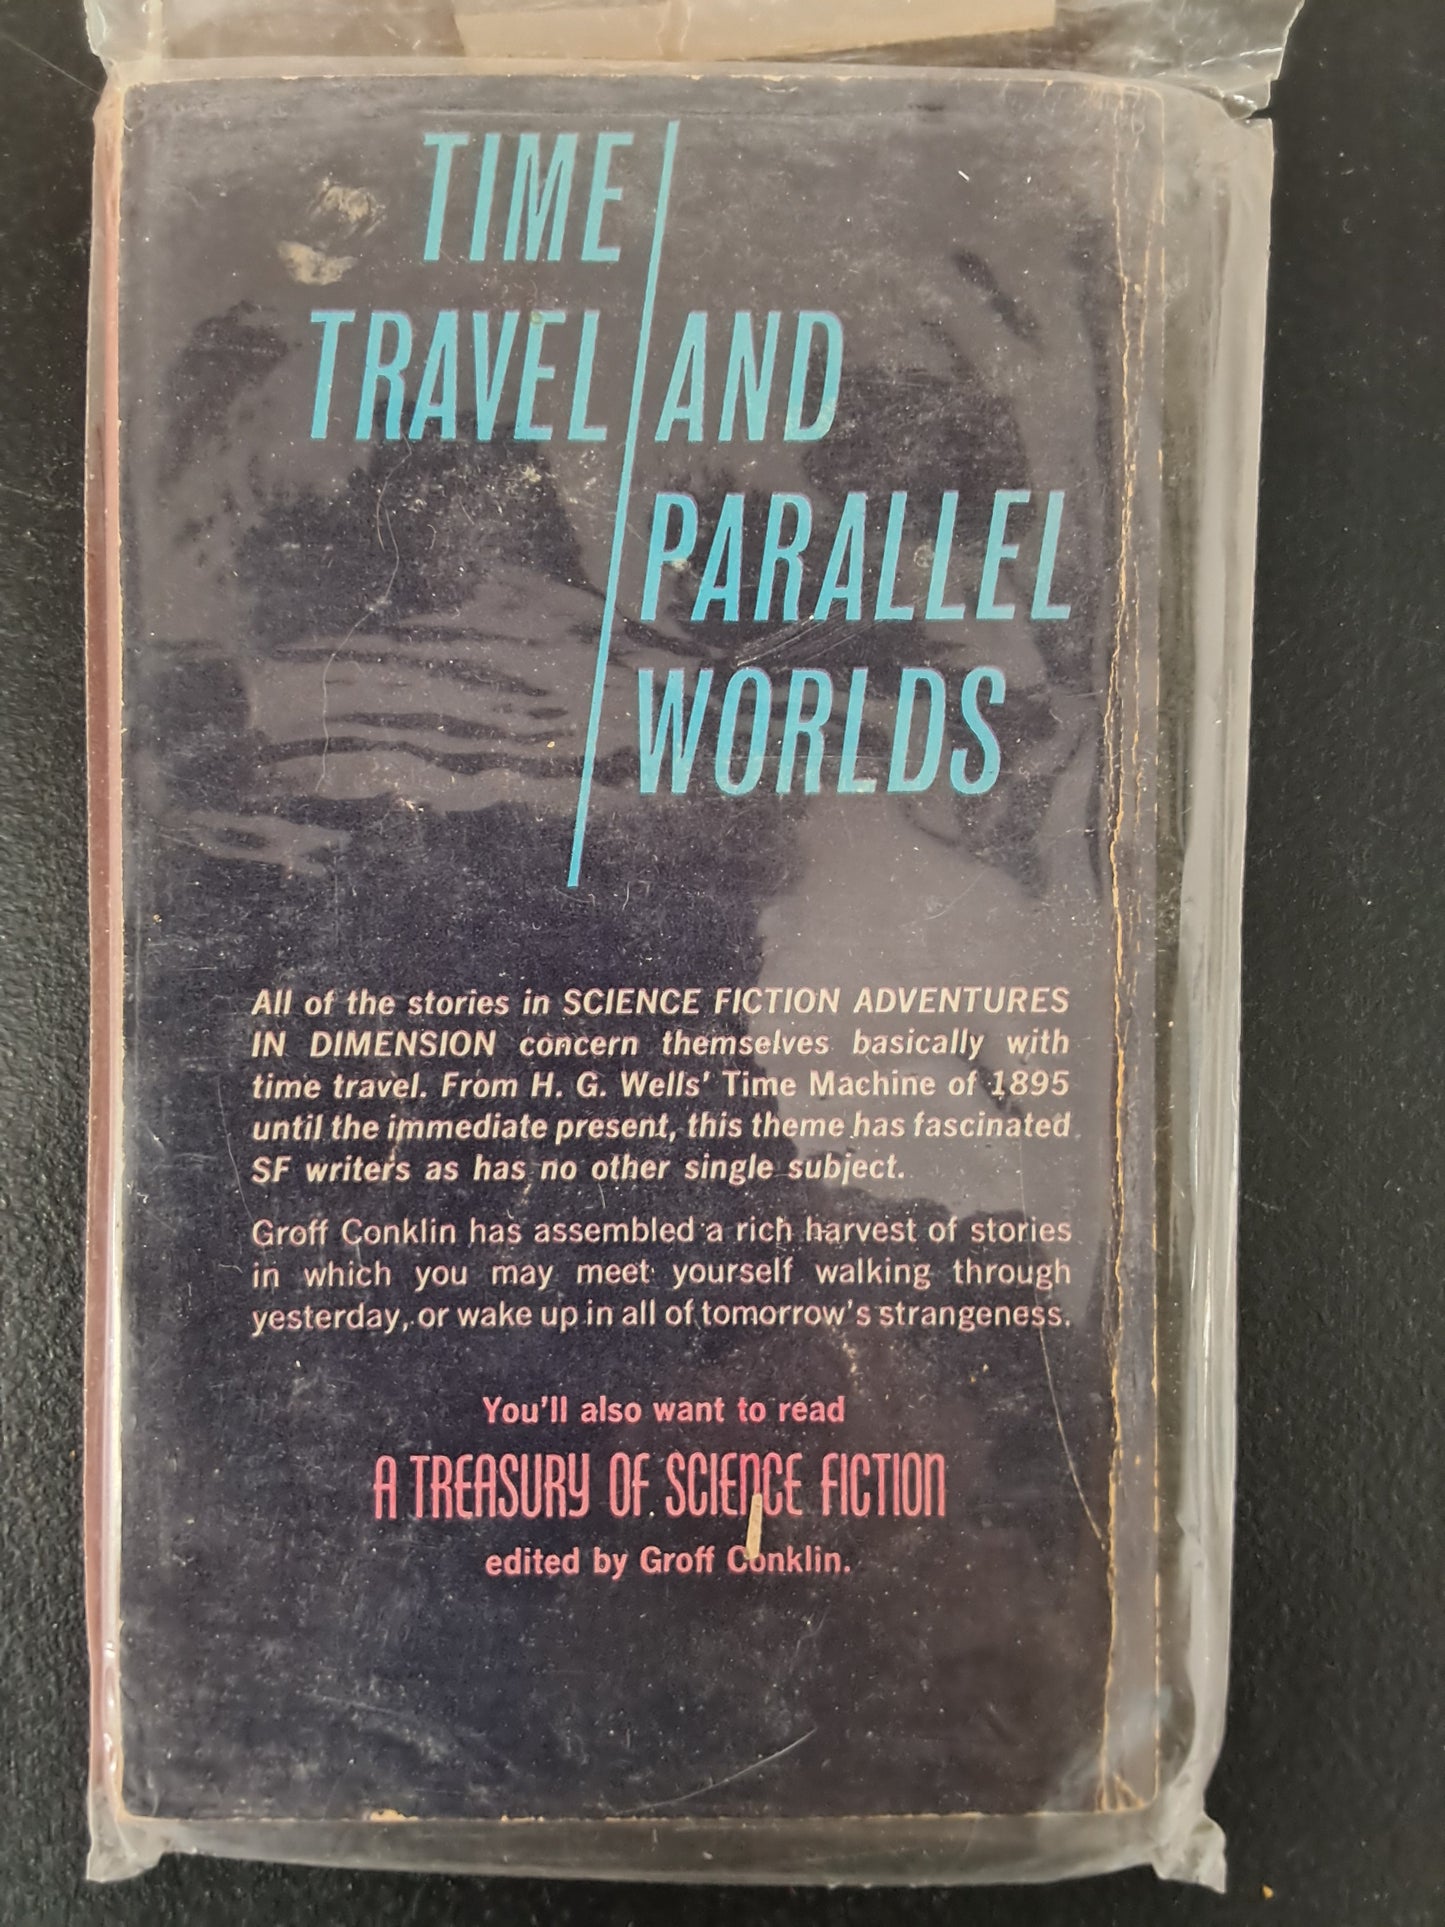 TIME
TRAVEL AND
PARALLEL
WORLDS
All of the stories in SCIENCE FICTION ADVENTURES
IN DIMENSION concern themselves basically with
time travel. From H. G. Wells' Time Machine of 1895
until the immediate present, this theme has fascinated
SF writers as has no other single subject.
Groff Conklin has assembled a rich harvest of stories
in which you may meet yourself walking through
yesterday, or wake up in all of tomorrow's strangeness.
You'll also want to read
A TREASURY OF SCIENCE FICTION
edited by Groff Conklin.